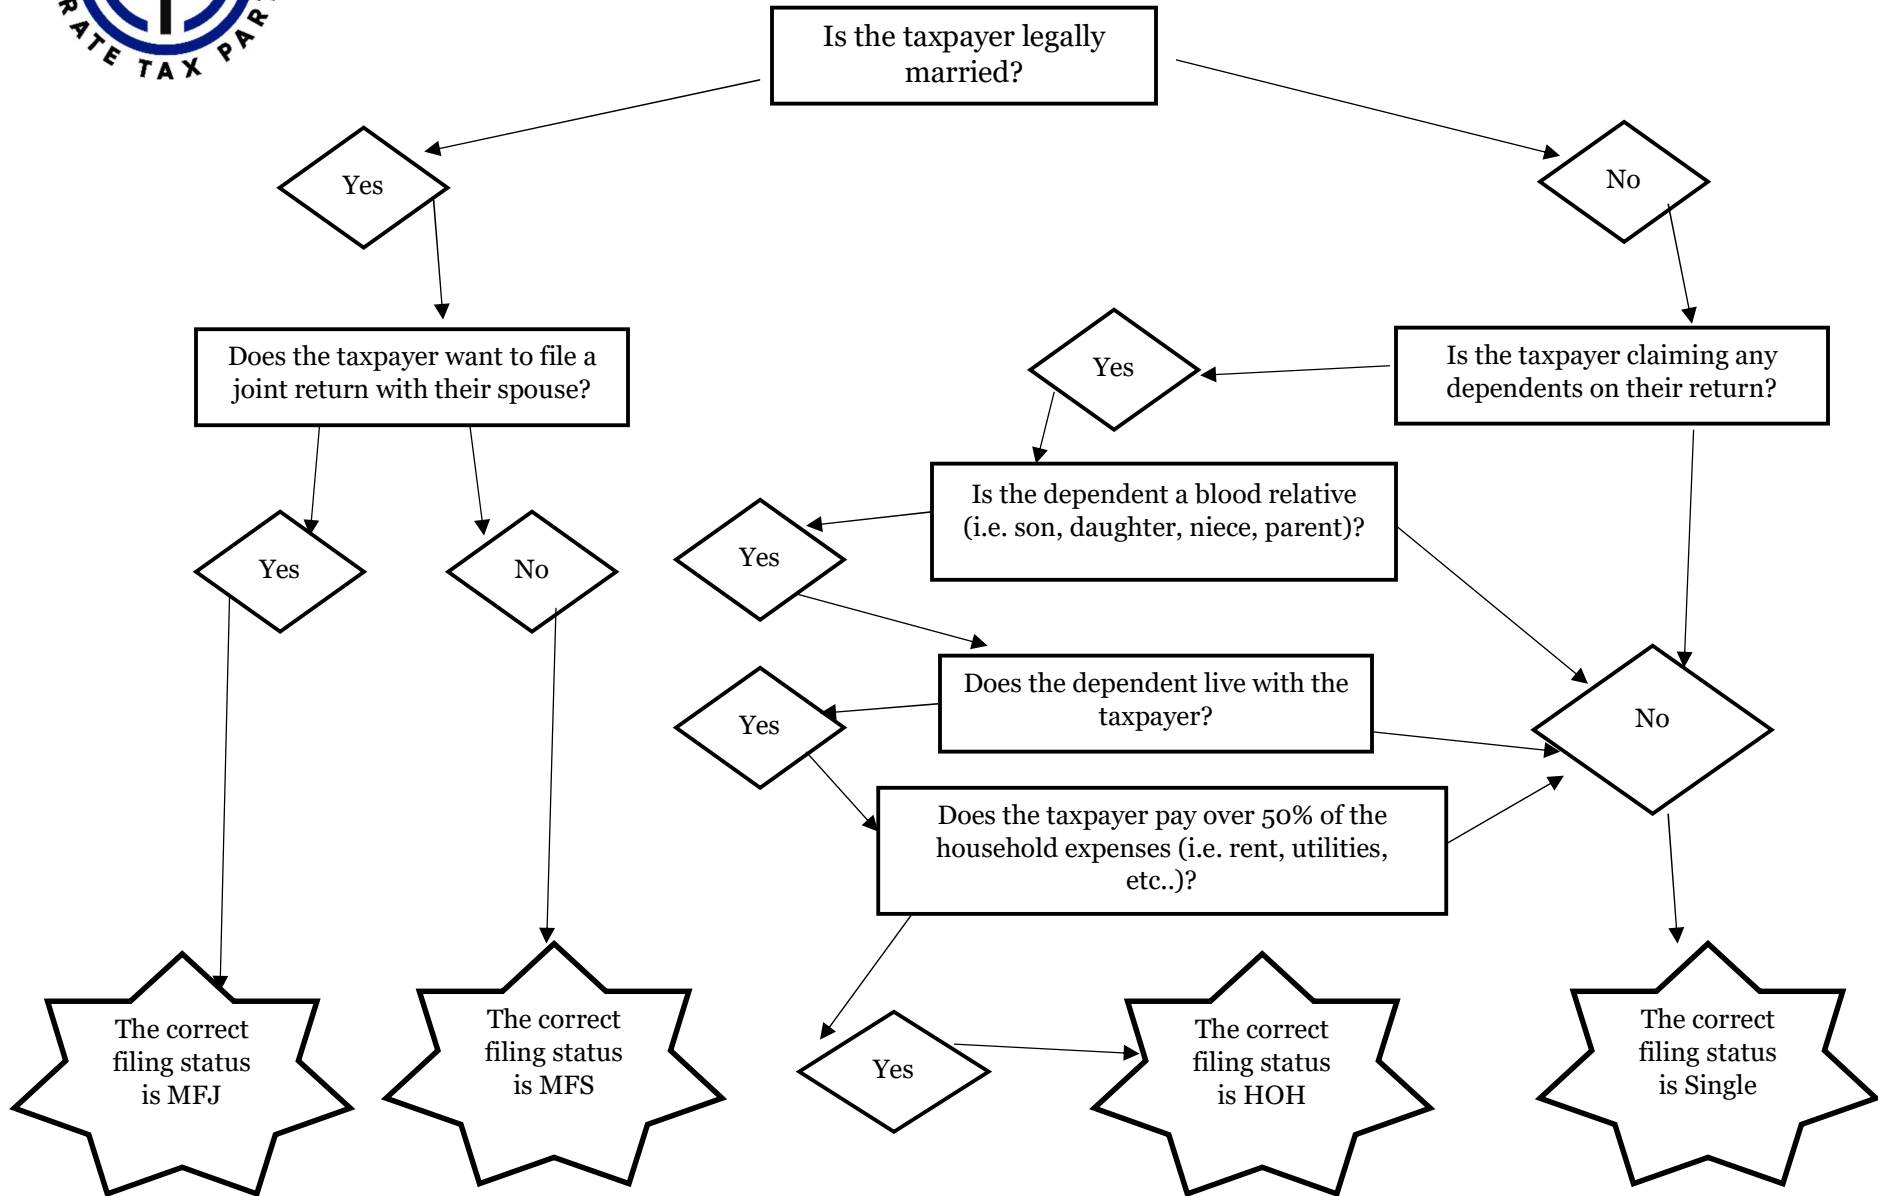 RATE TAX PAR
Is the taxpayer legally
married?
Yes
No
Does the taxpayer want to file a
joint return with their spouse?
Yes
Is the taxpayer claiming any
dependents on their return?
Is the dependent a blood relative
(i.e. son, daughter, niece, parent)?
Yes
No
Yes
Does the dependent live with the
taxpayer?
Yes
No
Does the taxpayer pay over 50% of the
household expenses (i.e. rent, utilities,
etc..)?
The correct
filing status
is MFJ
The correct
filing status
is MFS
Yes
The correct
filing status
is HOH
The correct
filing status
is Single